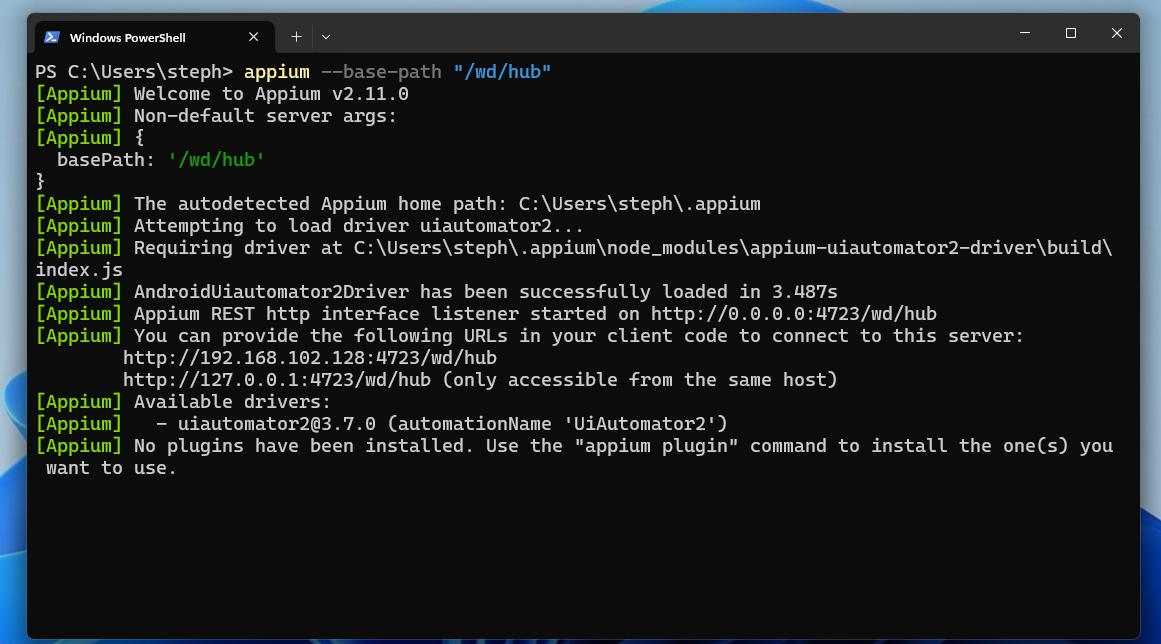 Windows PowerShell
PS C:\Users\steph> appium --base-path "/wd/hub"
[Appium] Welcome to Appium v2.11.0
[Appium] Non-default server args:
[Appium] {
  basePath: '/wd/hub'
}
[Appium] The autodetected Appium home path: C:\Users\steph\.appium
[Appium] Attempting to load driver uiautomator2...
[Appium] Requiring driver at C:\Users\steph\.appium\node_modules\appium-uiautomator2-driver\build\
index.js
[Appium] AndroidUiautomator2Driver has been successfully loaded in 3.487s
[Appium] Appium REST http interface listener started on http://0.0.0.0:4723/wd/hub
[Appium] You can provide the following URLs in your client code to connect to this server:
        http://192.168.102.128:4723/wd/hub
        http://127.0.0.1:4723/wd/hub (only accessible from the same host)
[Appium] Available drivers:
[Appium]   - uiautomator2@3.7.0 (automationName 'UiAutomator2')
[Appium] No plugins have been installed. Use the "appium plugin" command to install the one(s) you
 want to use.